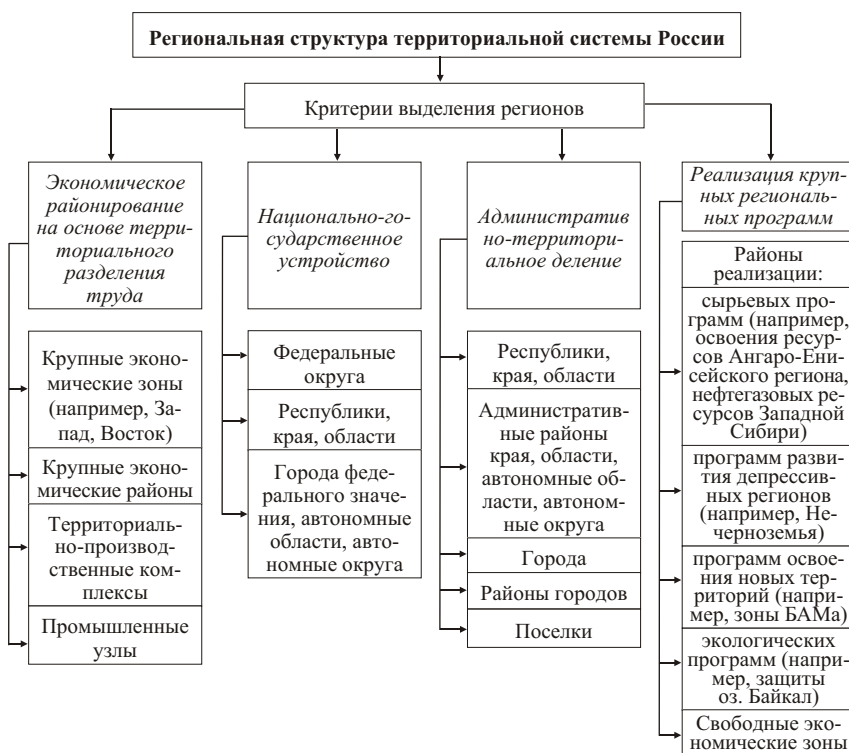 Региональная структура территориальной системы России
Критерии выделения регионов
Экономическое
районирование
на основе терри-
ториального
разделения
труда
Крупные эконо-
мические зоны
(например, За-
пад, Восток)
Крупные эконо-
мические районы
Территориаль-
но-производ-
ственные ком-
плексы
Промышленные
узлы
Национально-го-
сударственное
устройство
Федеральные
округа
Республики,
края, области
Города феде-
рального значе-
ния, автономные
области, авто-
номные округа
Административ
но-территори-
альное деление
Республики,
края, области
Административ-
ные районы
края, области,
автономные об-
ласти, автоном-
ные округа
Города
Районы городов
Поселки
Реализация круп-
ных региональ-
ных программ
Районы
реализации:
сырьевых про-
грамм (например,
освоения ресур-
сов Ангаро-Ени-
сейского региона,
нефтегазовых ре-
сурсов Западной
Сибири)
программ разви-
тия депрессив-
ных регионов
(например, Не-
черноземья)
программ освое-
ния новых тер-
риторий (напри-
мер, зоны БАМа)
экологических
программ (напри-
мер, защиты
оз. Байкал)
Свободные эко-
номические зоны